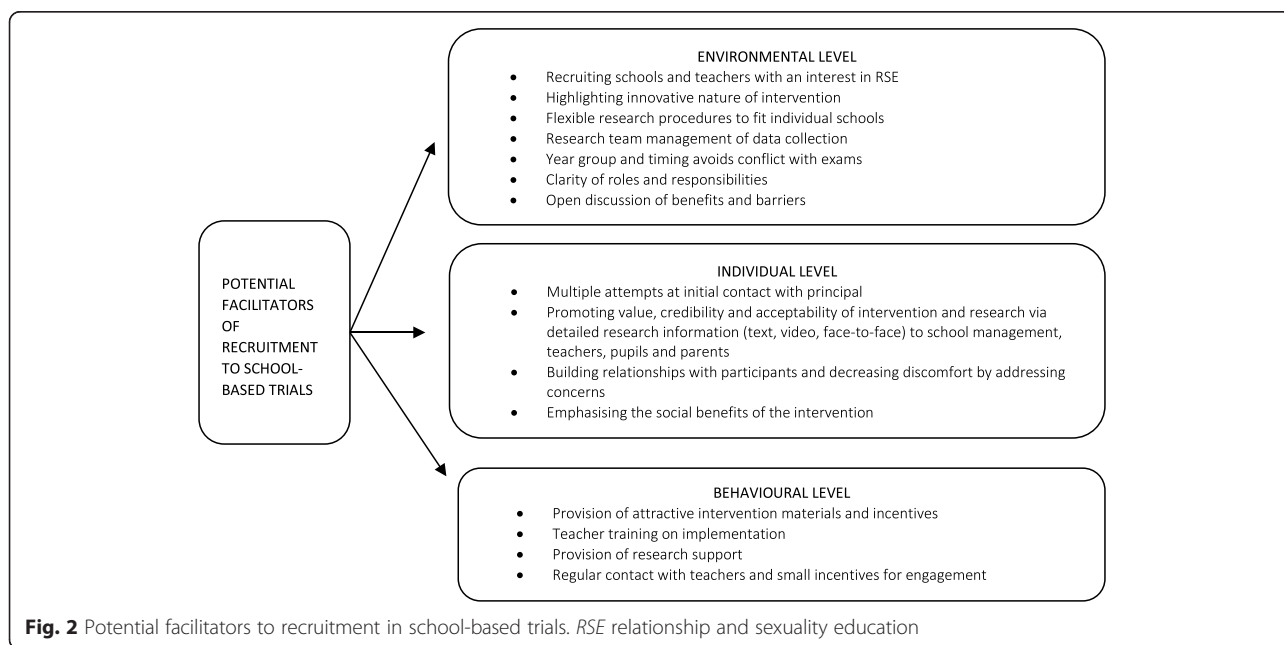 ENVIRONMENTAL LEVEL
• Recruiting schools and teachers with an interest in RSE
• Highlighting innovative nature of intervention
• Flexible research procedures to fit individual schools
• Research team management of data collection
• Year group and timing avoids conflict with exams
• Clarity of roles and responsibilities
• Open discussion of benefits and barriers
POTENTIAL
FACILITATORS
OF
RECRUITMENT
TO SCHOOL-
BASED TRIALS
INDIVIDUAL LEVEL
• Multiple attempts at initial contact with principal
• Promoting value, credibility and acceptability of intervention and research via
detailed research information (text, video, face-to-face) to school management,
teachers, pupils and parents
• Building relationships with participants and decreasing discomfort by addressing
concerns
• Emphasising the social benefits of the intervention
BEHAVIOURAL LEVEL
• Provision of attractive intervention materials and incentives
• Teacher training on implementation
• Provision of research support
• Regular contact with teachers and small incentives for engagement
Fig. 2 Potential facilitators to recruitment in school-based trials. RSE relationship and sexuality education